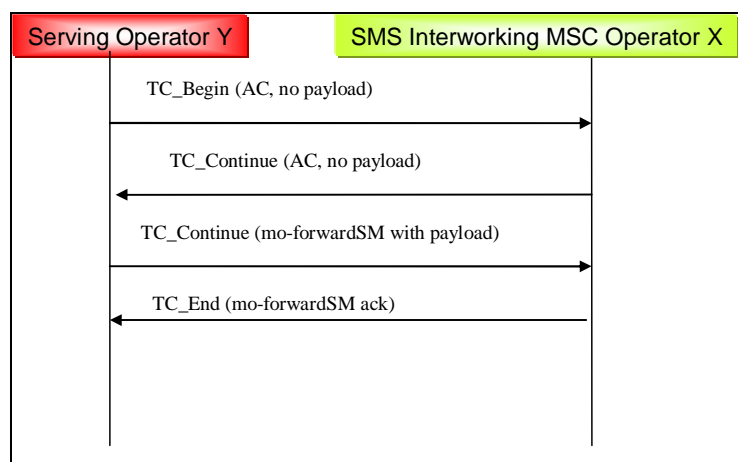 Serving Operator Y
SMS Interworking MSC Operator X
TC_Begin (AC, no payload)
TC_Continue (AC, no payload)
TC_Continue (mo-forwardSM with payload)
TC_End (mo-forwardSM ack)